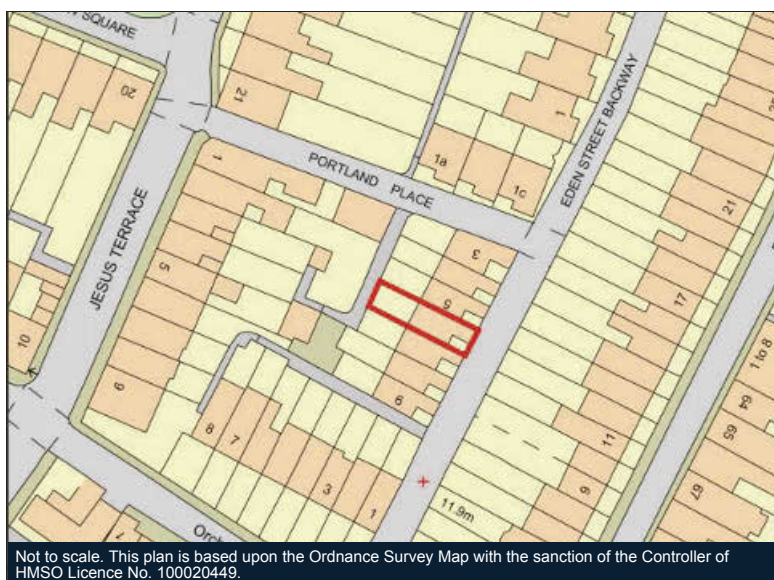 N SQUARE
20
21
1
PORTLAND PLACE
1a
1
1c
EDEN STREET BACKWAY
21
JESUS TERRACE
5
3
5
17
10
9
9
8
7
3
1
11
9
11.9m
1 to 8
64
65
67
7
Orch
Not to scale. This plan is based upon the Ordnance Survey Map with the sanction of the Controller of
HMSO Licence No. 100020449.